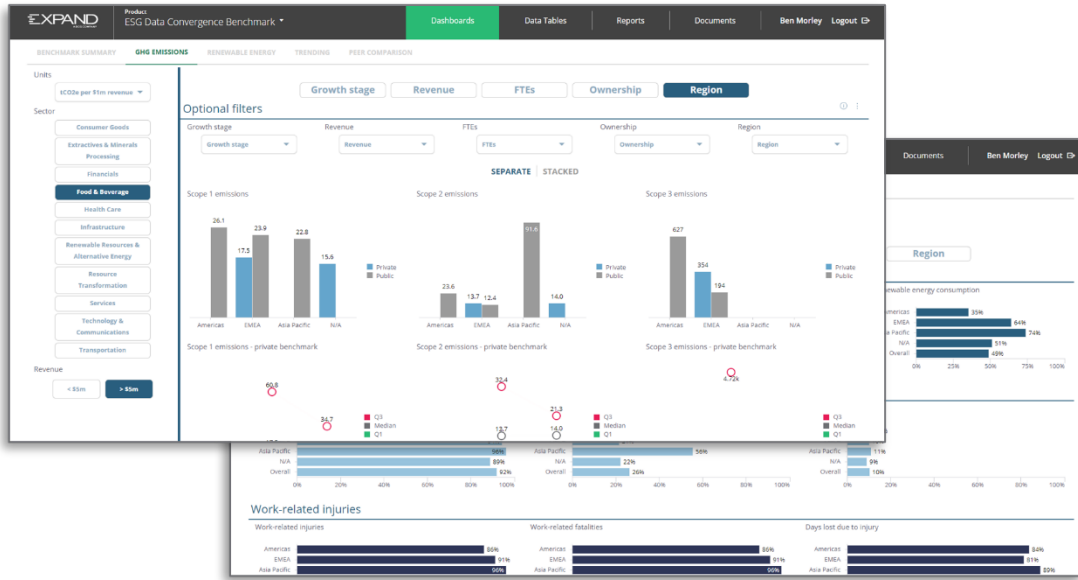 EXPAND
Product
ESG Data Convergence Benchmark
Dashboards
Data Tables
Reports
Documents
Ben Morley
Logout
BENCHMARK SUMMARY
GHG EMISSIONS
RENEWABLE ENERGY
TRENDING
PEER COMPARISON
Units
tCO2e per $1m revenue
Sector
Consumer Goods
Extractives & Minerals
Processing
Financials
Food & Beverage
Health Care
Infrastructure
Renewable Resources &
Alternative Energy
Resource
Transformation
Services
Technology &
Communications
Transportation
Revenue
< $5m
> $5m
Growth stage
Revenue
FTEs
Ownership
Region
Optional filters
Growth stage
Revenue
FTEs
Ownership
Region
Growth stage
Revenue
FTEs
Ownership
Region
SEPARATE | STACKED
Scope 1 emissions
26.1
17.5
23.9
22.8
15.6
Americas
EMEA
Asia Pacific
N/A
Private
Public
Scope 2 emissions
23.6
13.7
12.4
91.6
14.0
Americas
EMEA
Asia Pacific
N/A
Private
Public
Scope 3 emissions
627
354
194
Americas
EMEA
Asia Pacific
N/A
Private
Public
Scope 1 emissions - private benchmark
60.8
34.7
Q3
Median
Q1
Scope 2 emissions - private benchmark
32.4
21.3
13.7
14.0
Q3
Median
Q1
Scope 3 emissions - private benchmark
4.72k
Q3
Median
Q1
Documents
Ben Morley
Logout
Region
energy consumption
EMEA
N/A
Overall
35%
64%
74%
51%
49%
0%
25%
50%
75%
100%
Asia Pacific
N/A
Overall
96%
89%
92%
0%
20%
40%
60%
80%
100%
Asia Pacific
N/A
Overall
56%
22%
26%
0%
20%
40%
60%
80%
100%
Asia Pacific
N/A
Overall
11%
9%
10%
0%
20%
40%
60%
80%
100%
Work-related injuries
Work-related injuries
Americas
EMEA
Asia Pacific
86%
91%
96%
Work-related fatalities
Americas
EMEA
Asia Pacific
86%
91%
96%
Days lost due to injury
Americas
EMEA
Asia Pacific
84%
81%
89%